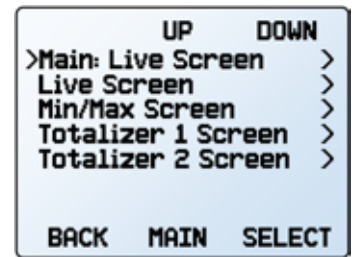 UP DOWN
>Main: Live Screen >
Live Screen >
Min/Max Screen >
Totalizer 1 Screen >
Totalizer 2 Screen >
BACK MAIN SELECT